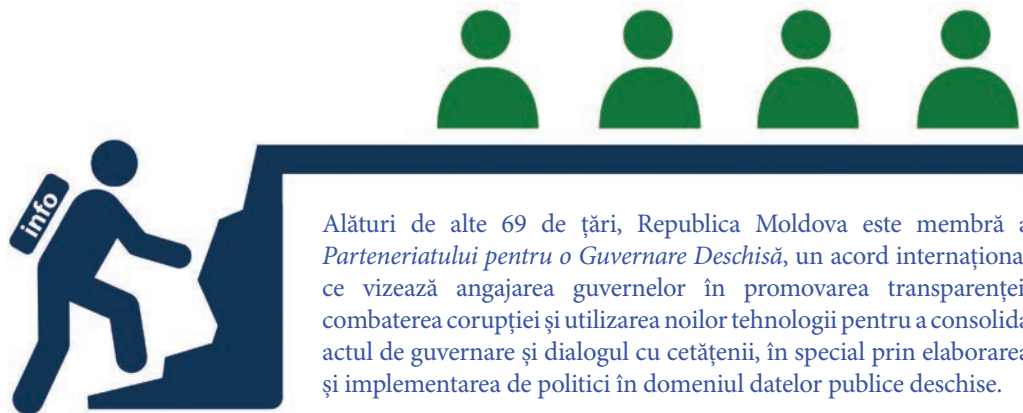 info
Alături de alte 69 de țări, Republica Moldova este membră a
Parteneriatului pentru o Guvernare Deschisă, un acord internaționa
ce vizează angajarea guvernelor în promovarea transparenței
combaterea corupției și utilizarea noilor tehnologii pentru a consolida
actul de guvernare și dialogul cu cetățenii, în special prin elaborarea
și implementarea de politici în domeniul datelor publice deschise.